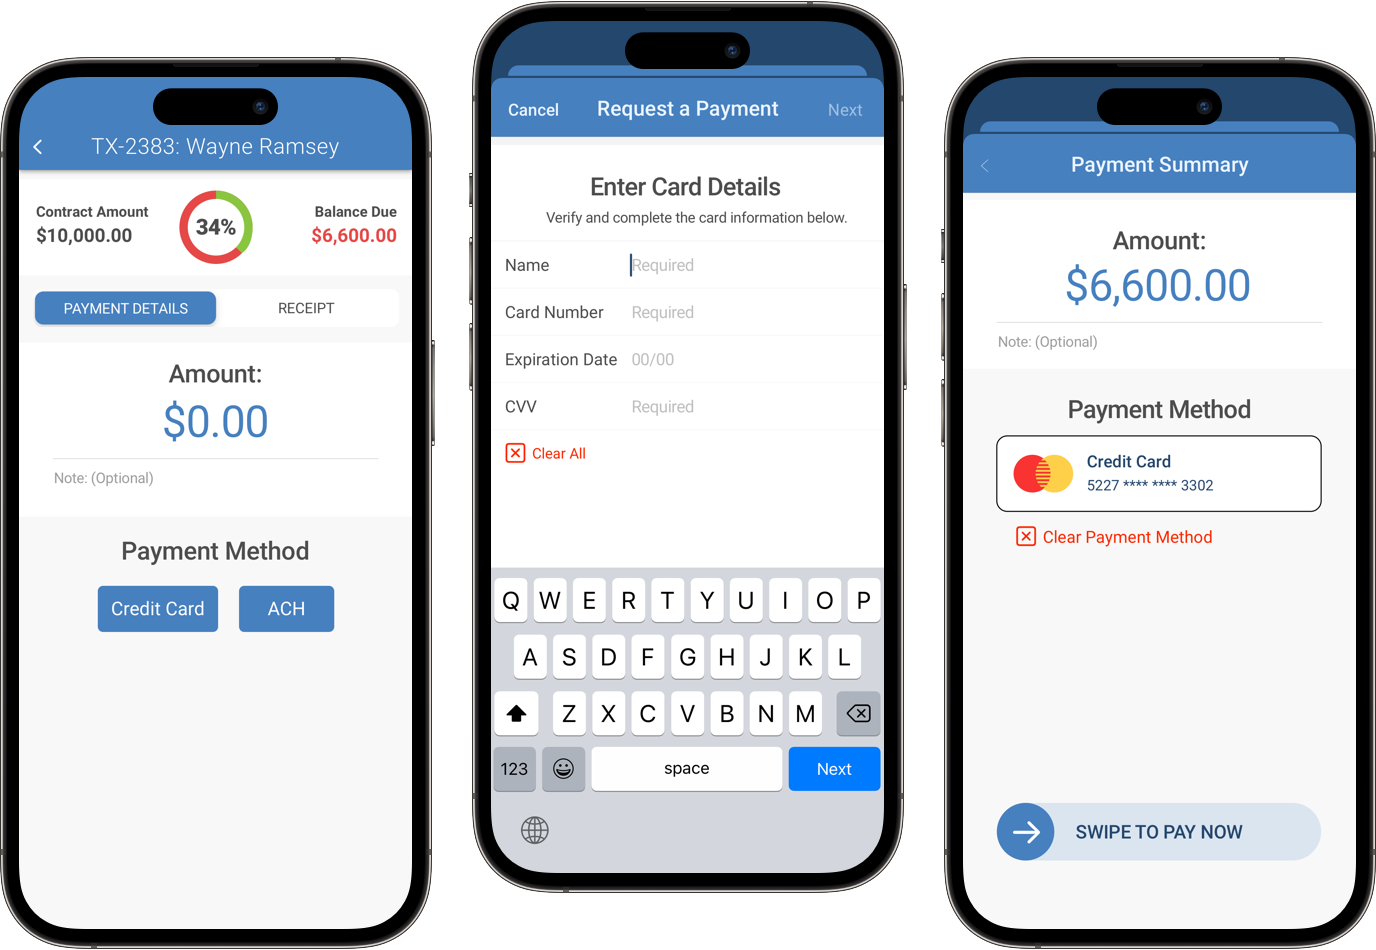 TX-2383: Wayne Ramsey
Contract Amount
$10,000.00
34%
Balance Due
$6,600.00
PAYMENT DETAILS
RECEIPT
Amount:
$0.00
Note: (Optional)
Payment Method
Credit Card
ACH
Cancel
Request a Payment
Next
Enter Card Details
Verify and complete the card information below.
Name Required
Card Number Required
Expiration Date 00/00
CVV Required
Clear All
Q W E R T Y U I O P
A S D F G H J K L
Z X C V B N M
123 space Next
Payment Summary
Amount:
$6,600.00
Note: (Optional)
Payment Method
Credit Card
5227 **** **** 3302
Clear Payment Method
SWIPE TO PAY NOW